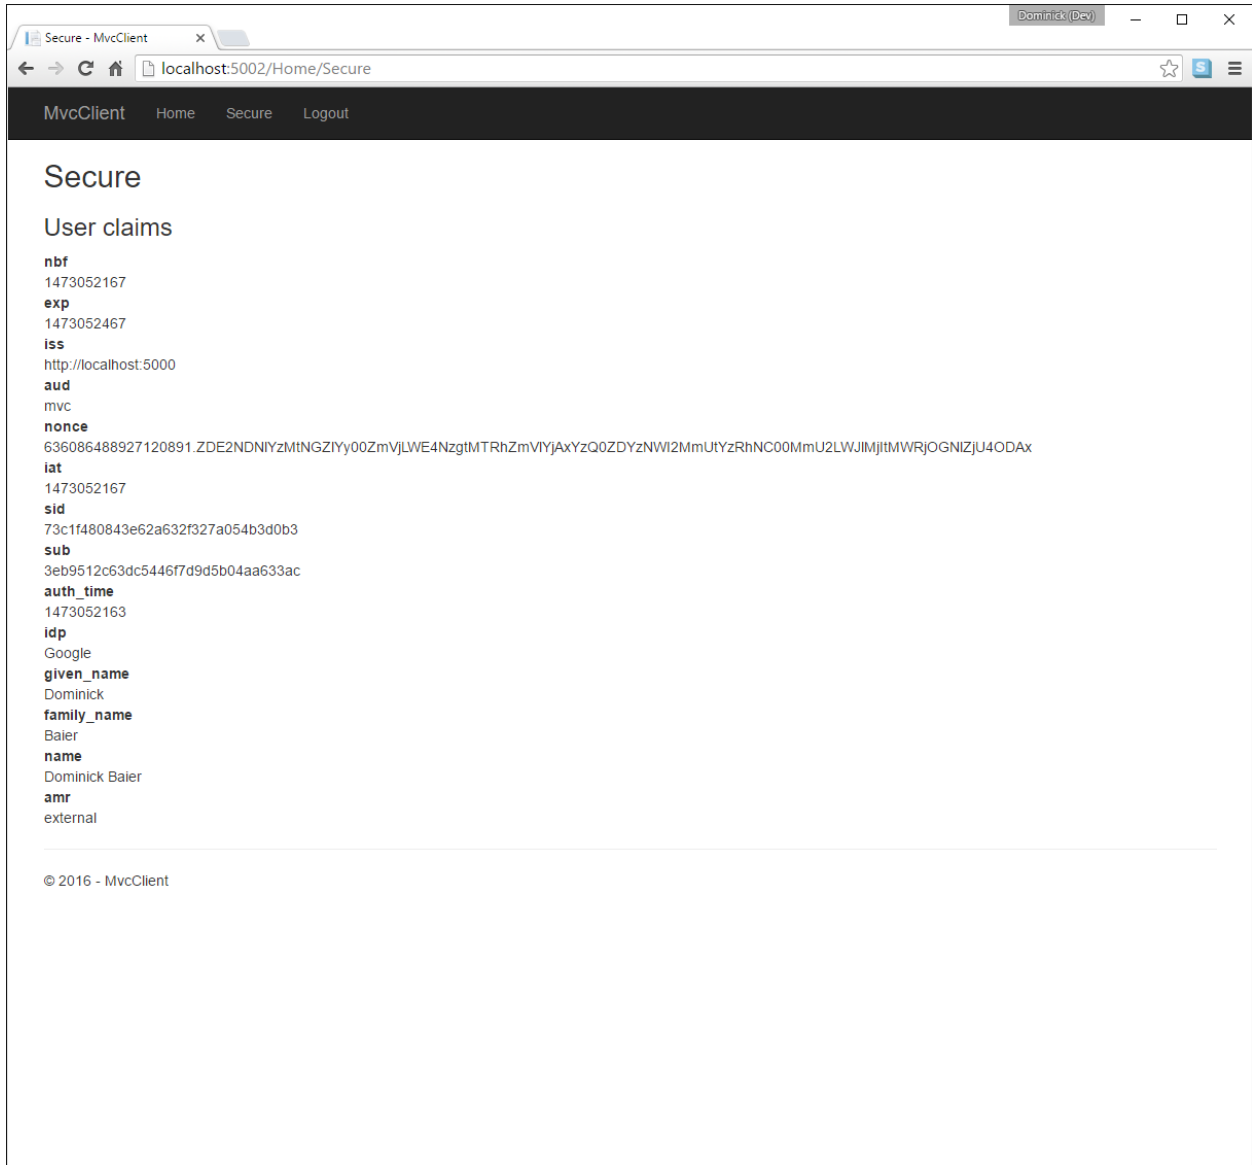 Dominick (Dev)
Secure - MvcClient
localhost:5002/Home/Secure
S
MvcClient Home Secure Logout
Secure
User claims
nbf
1473052167
exp
1473052467
iss
http://localhost:5000
aud
mvc
nonce
636086488927120891.ZDE2NDNlYzMtNGZlYy00ZmVjLWE4NzgtMTRhZmVlYjAxYzQ0ZDYzNWI2MmUtYzRhNC00MmU2LWJlMjItMWRjOGNlZjU4ODAx
iat
1473052167
sid
73c1f480843e62a632f327a054b3d0b3
sub
3eb9512c63dc5446f7d9d5b04aa633ac
auth_time
1473052163
idp
Google
given_name
Dominick
family_name
Baier
name
Dominick Baier
amr
external
© 2016 - MvcClient